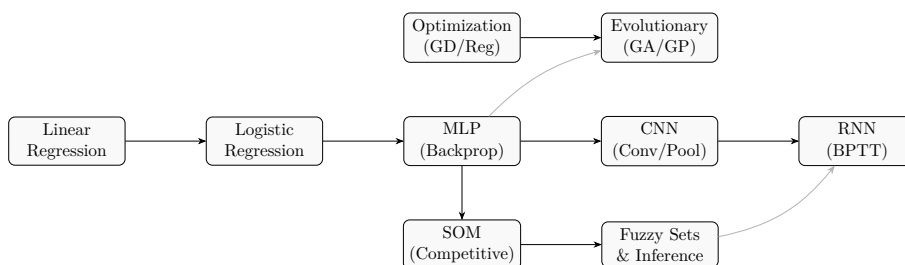 Optimization
(GD/Reg)
Evolutionary
(GA/GP)
Linear
Regression
Logistic
Regression
MLP
(Backprop)
CNN
(Conv/Pool)
RNN
(BPTT)
SOM
(Competitive)
Fuzzy Sets
& Inference